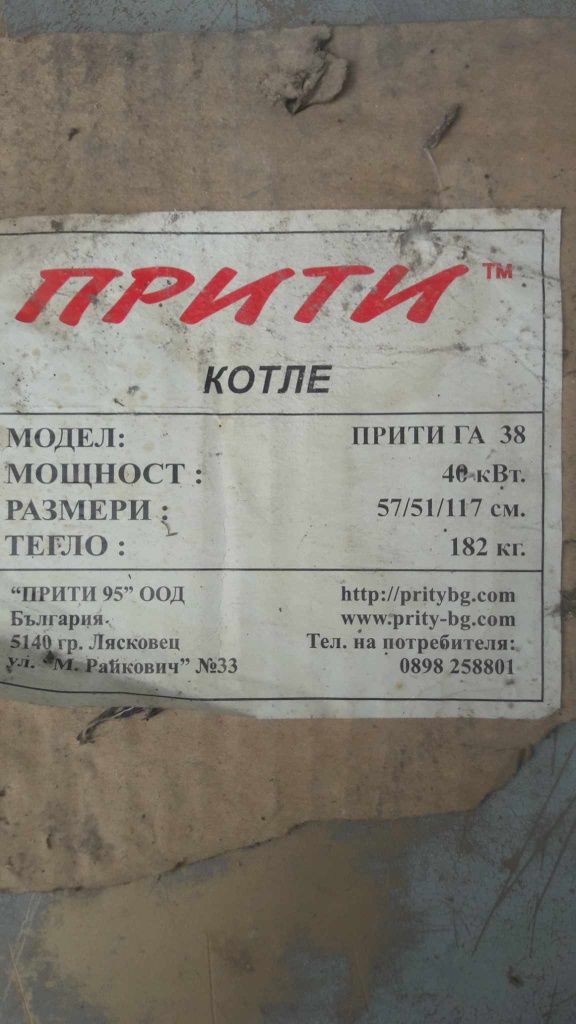 ПРИТИ™
КОТЛЕ
МОДЕЛ: ПРИТИ ГА 38
МОЩНОСТ : 40 кВт.
РАЗМЕРИ : 57/51/117 см.
ТЕГЛО : 182 кг.
“ПРИТИ 95” ООД http://pritybg.com
България www.prity-bg.com
5140 гр. Лясковец Тел. на потребителя:
ул. “М. Райкович” №33 0898 258801